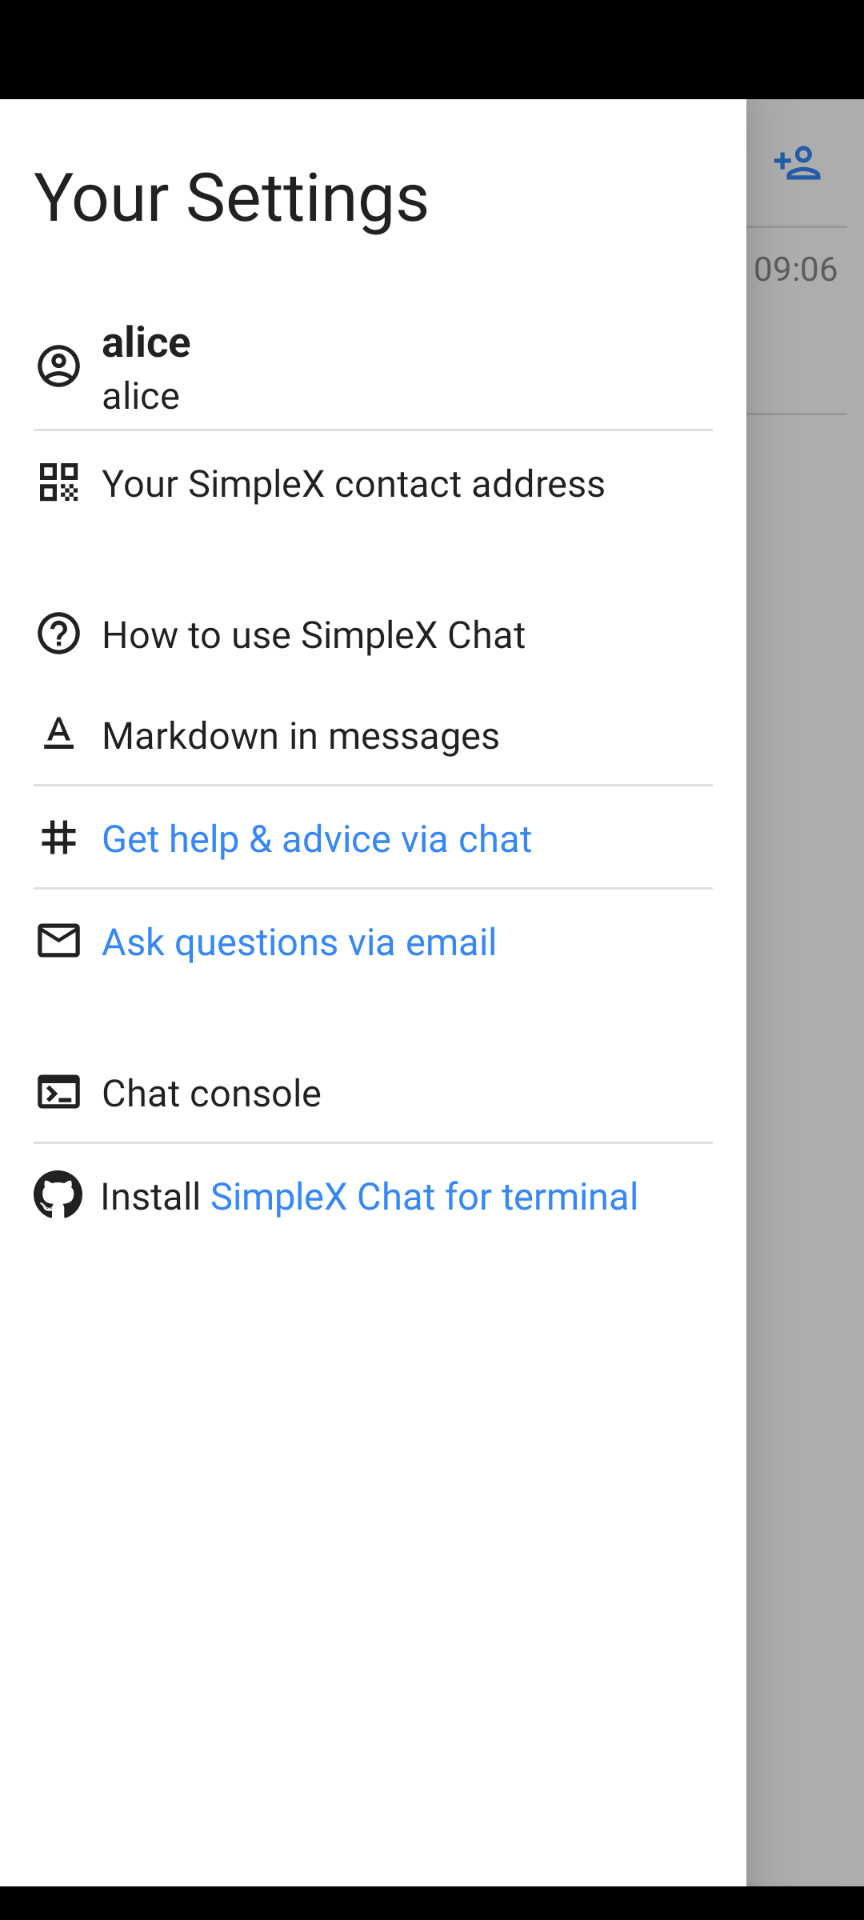 Your Settings
09:06
alice
alice
Your SimpleX contact address
How to use SimpleX Chat
Markdown in messages
Get help & advice via chat
Ask questions via email
Chat console
Install SimpleX Chat for terminal